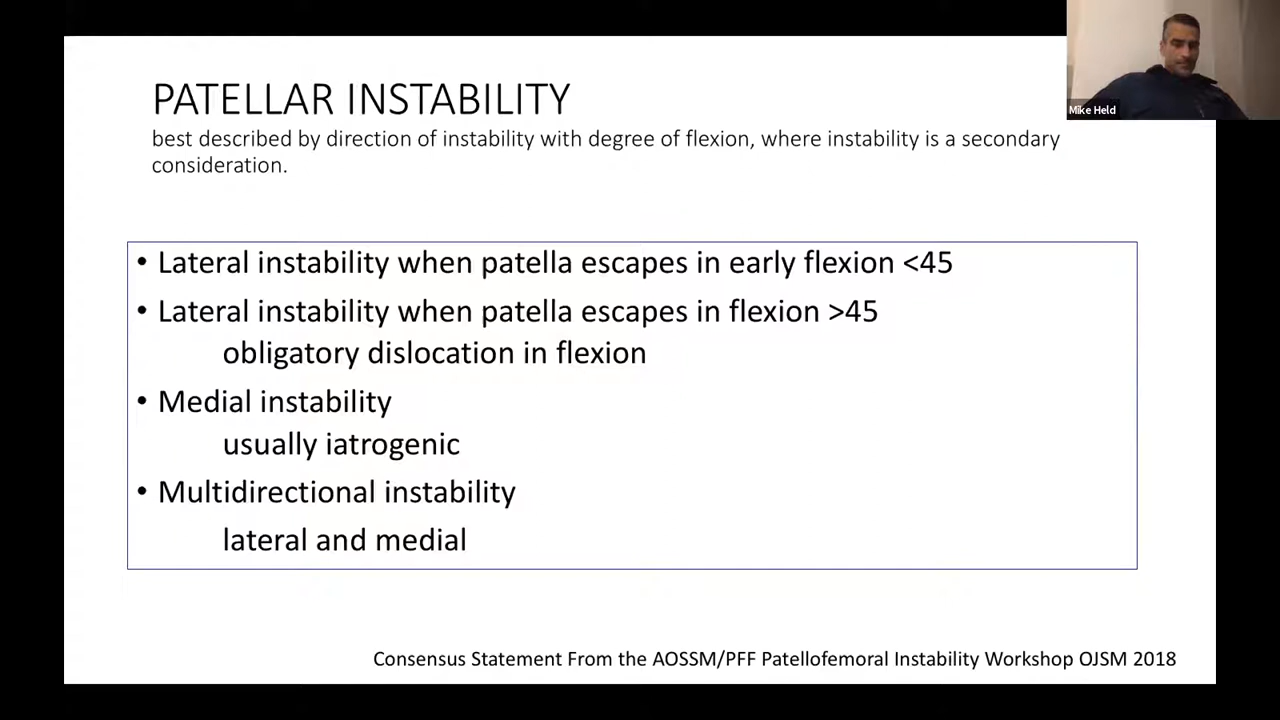 PATELLAR INSTABILITY
best described by direction of instability with degree of flexion, where instability is a secondary
consideration.
Mike Held
• Lateral instability when patella escapes in early flexion <45
• Lateral instability when patella escapes in flexion >45
obligatory dislocation in flexion
• Medial instability
usually iatrogenic
• Multidirectional instability
lateral and medial
Consensus Statement From the AOSSM/PFF Patellofemoral Instability Workshop OJSM 2018